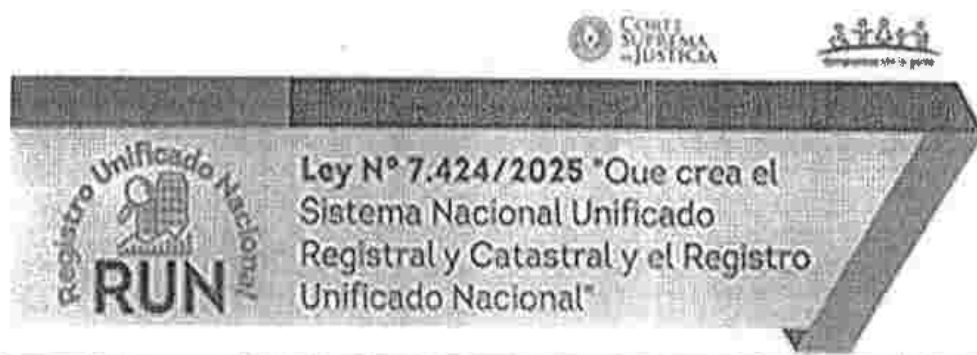 CORTE
SUPREMA
DE JUSTICIA
Registro Unificado Nacional
RUN
Ley N° 7.424/2025 "Que crea el
Sistema Nacional Unificado
Registral y Catastral y el Registro
Unificado Nacional"